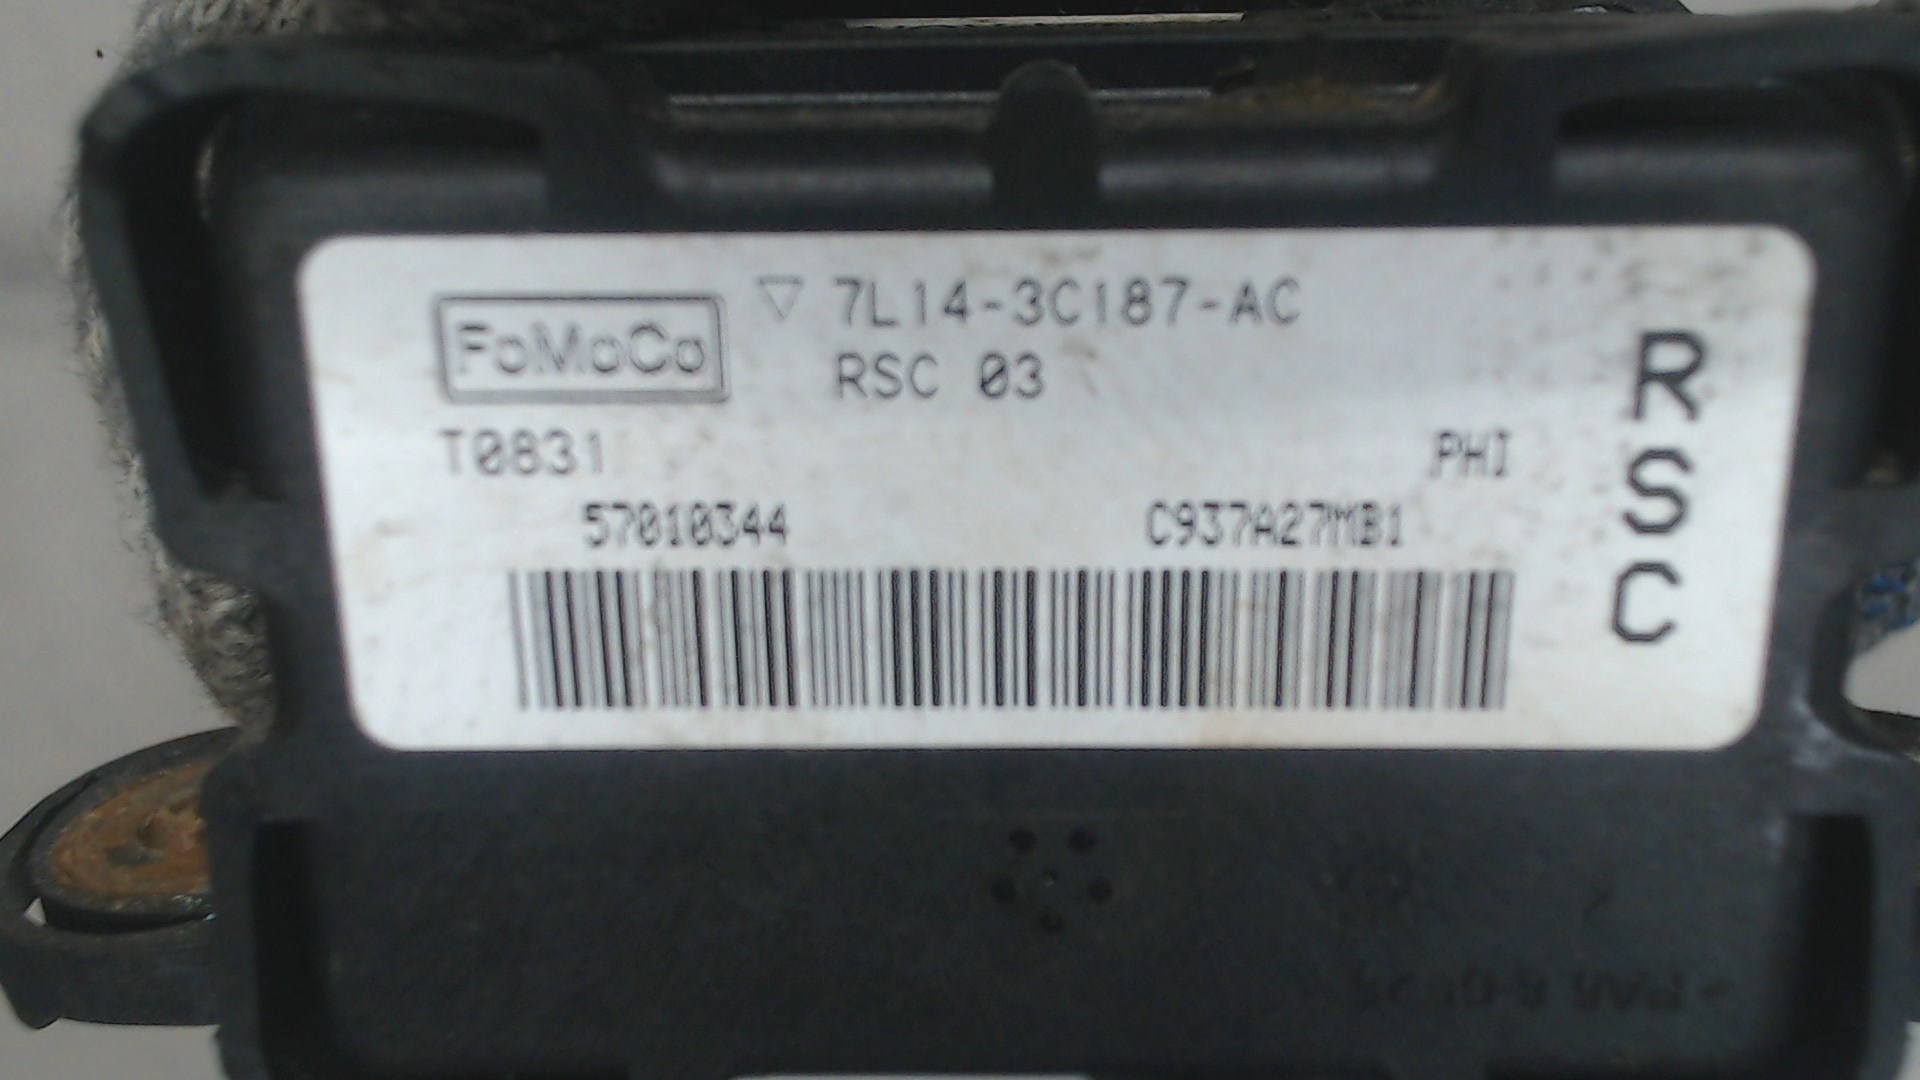 FoMoCo ▽ 7L14-3C187-AC
RSC 03
T0831 PHI
57010344 C937A27MB1
RSC